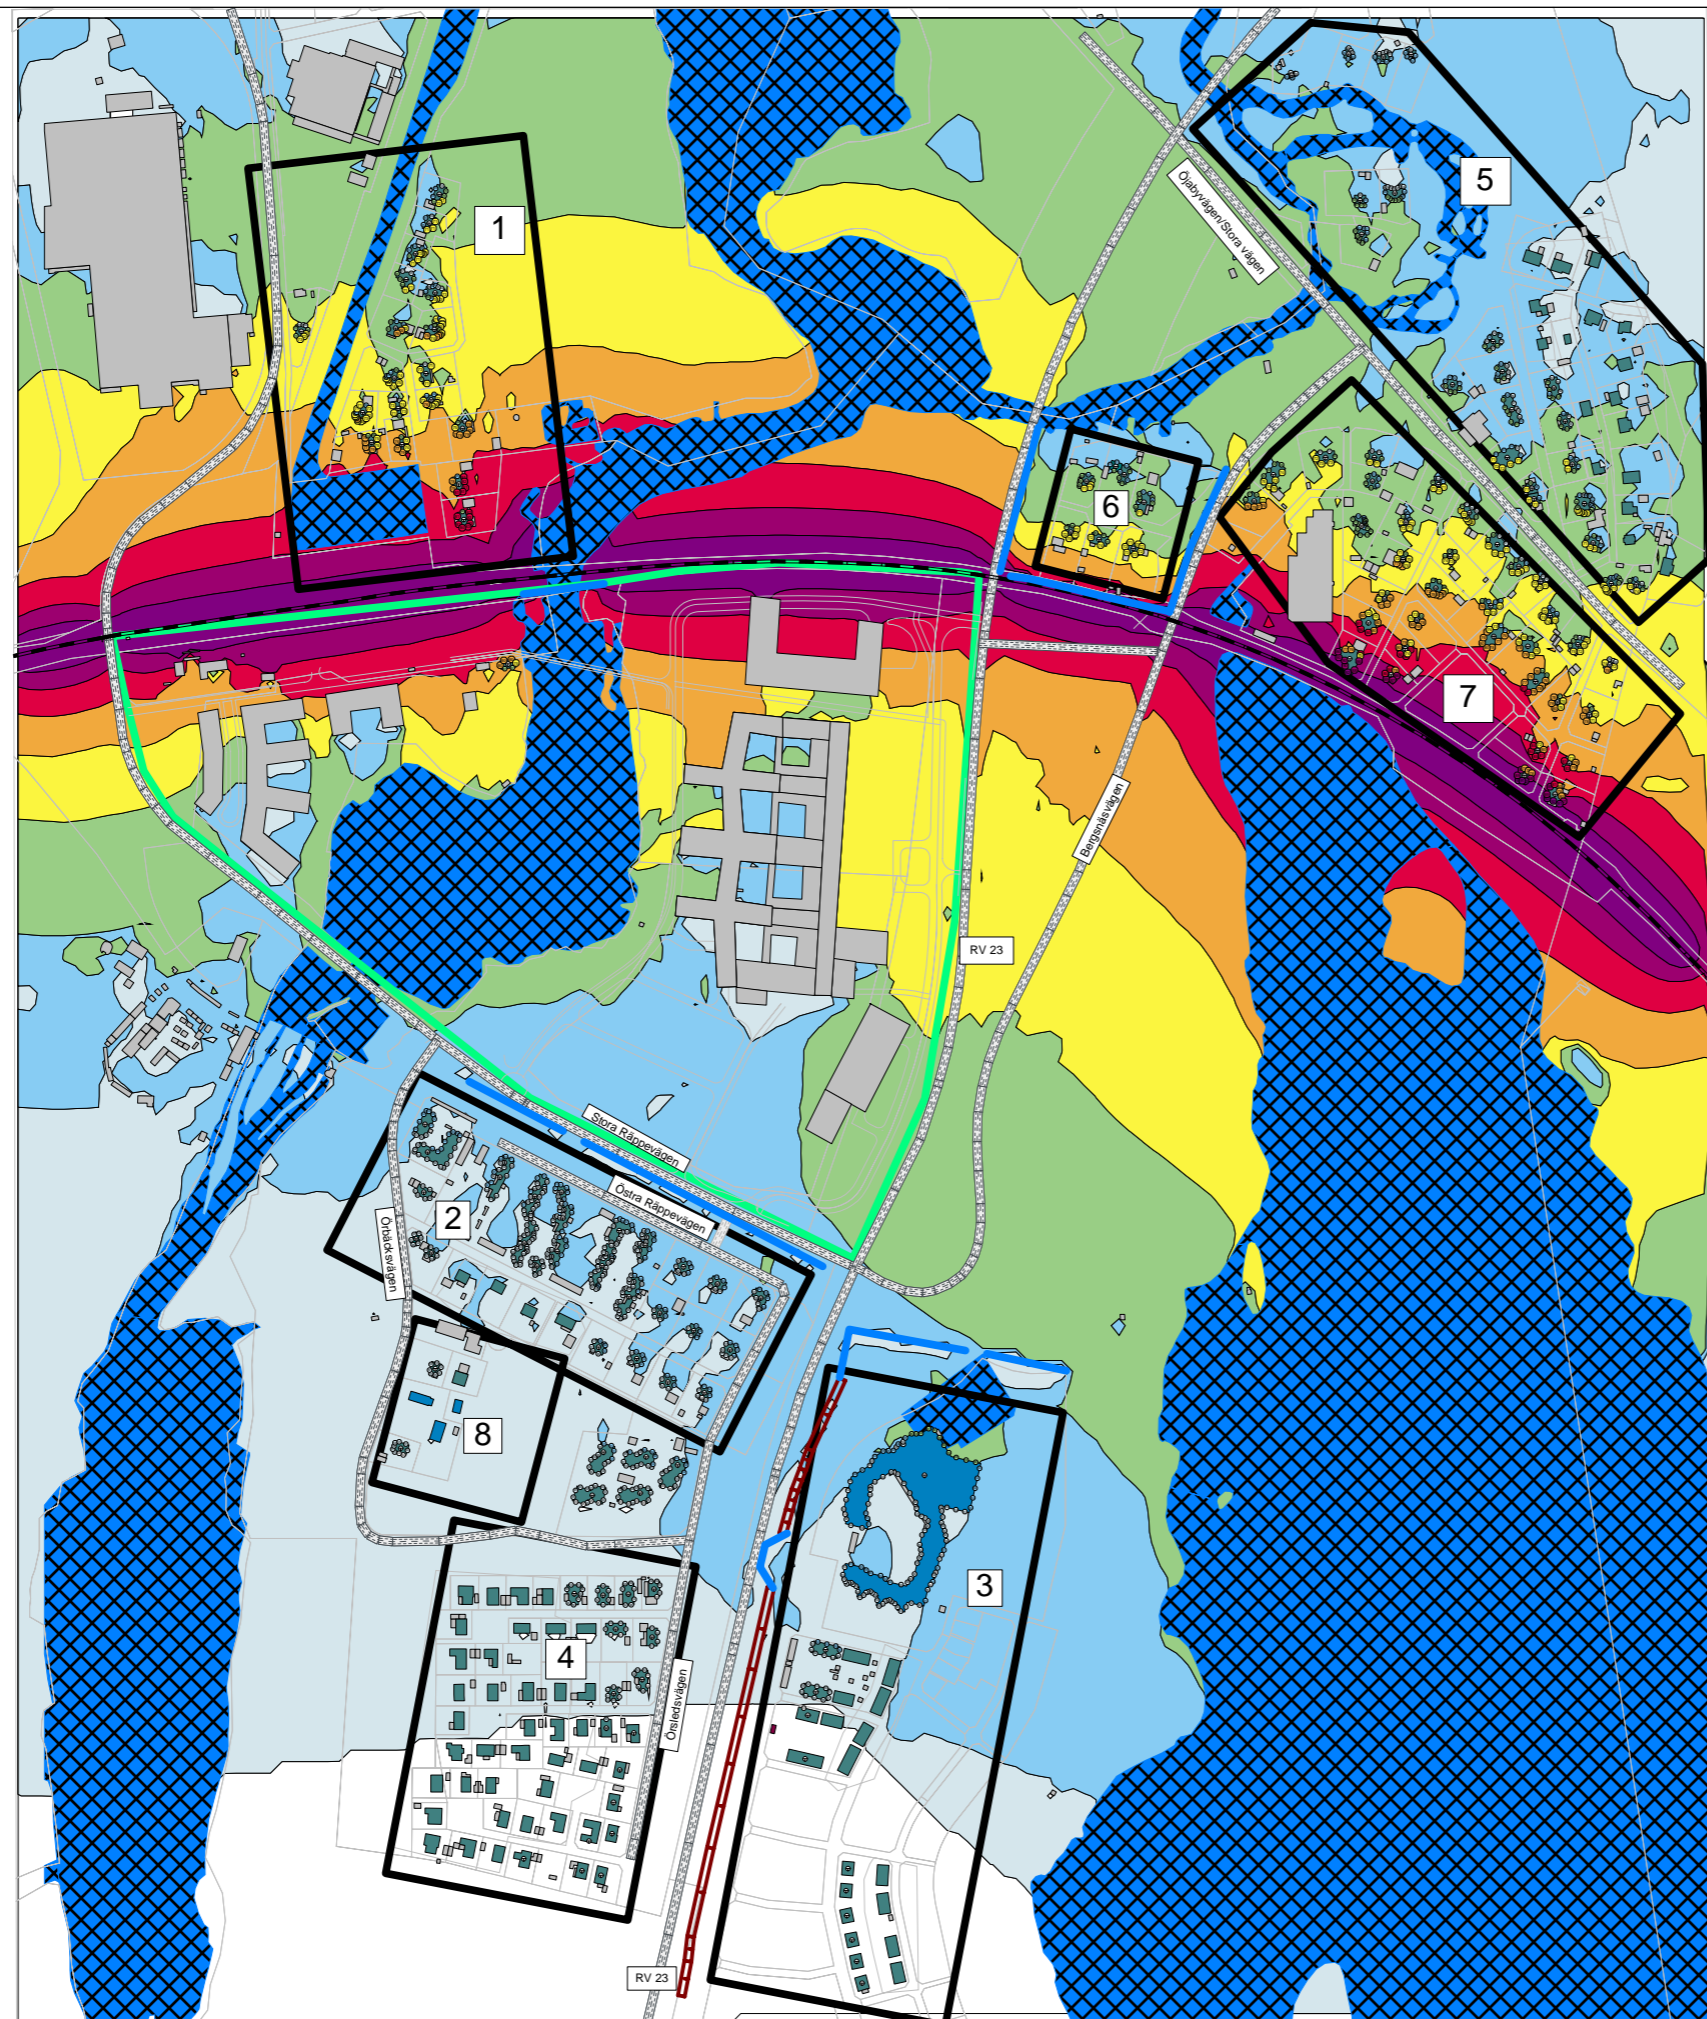 5
Öjabyvägen/Stora vägen
1
6
7
Bergsnäsvägen
RV 23
Stora Räppevägen
Östra Räppevägen
2
Örbäcksvägen
8
3
4
Örsledsvägen
RV 23